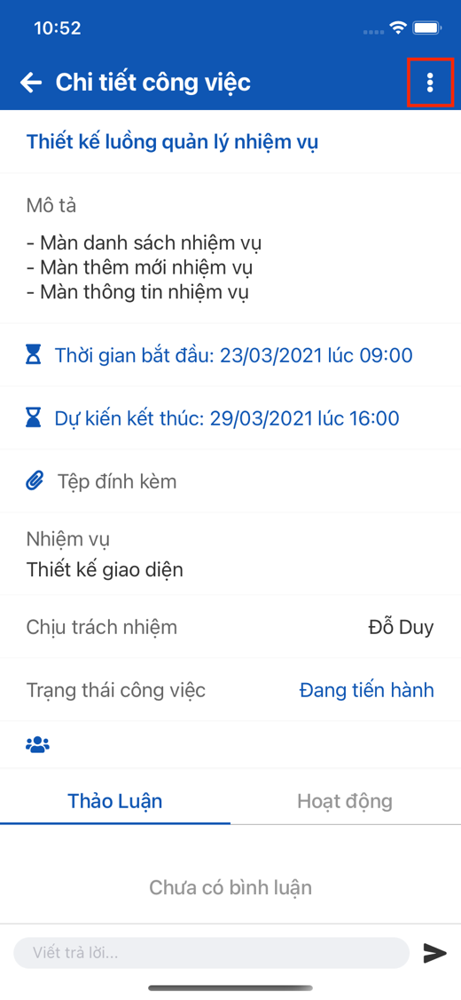 10:52
Chi tiết công việc
Thiết kế luồng quản lý nhiệm vụ
Mô tả
- Màn danh sách nhiệm vụ
- Màn thêm mới nhiệm vụ
- Màn thông tin nhiệm vụ
Thời gian bắt đầu: 23/03/2021 lúc 09:00
Dự kiến kết thúc: 29/03/2021 lúc 16:00
Tệp đính kèm
Nhiệm vụ
Thiết kế giao diện
Chịu trách nhiệm Đỗ Duy
Trạng thái công việc Đang tiến hành
Thảo Luận Hoạt động
Chưa có bình luận
Viết trả lời...